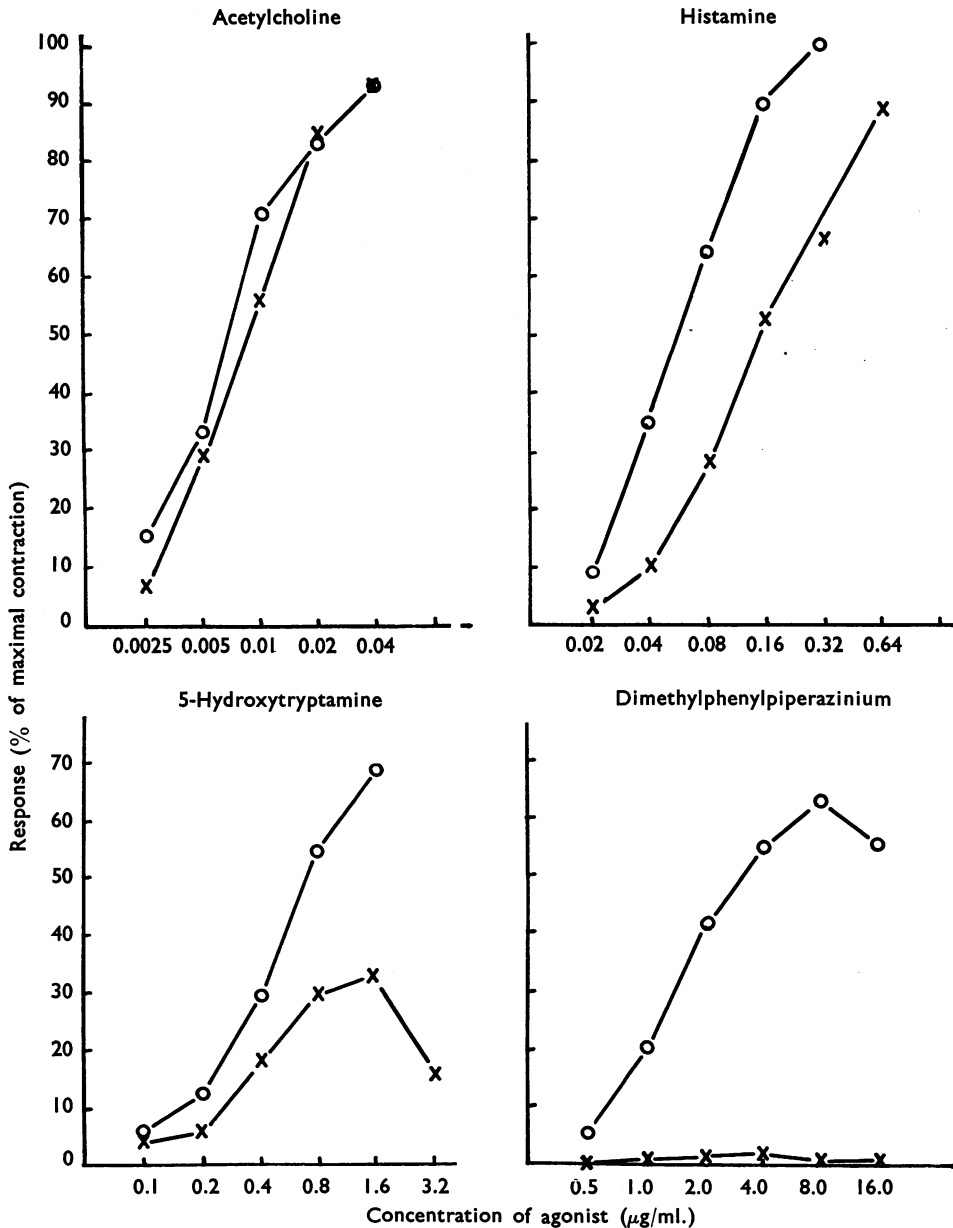 Acetylcholine
Histamine
100
90
80
70
60
50
40
30
20
10
0
0.0025 0.005 0.01 0.02 0.04
0.02 0.04 0.08 0.16 0.32 0.64
5-Hydroxytryptamine
Dimethylphenylpiperazinium
70
60
50
40
30
20
10
0
0.1 0.2 0.4 0.8 1.6 3.2
0.5 1.0 2.0 4.0 8.0 16.0
Response (% of maximal contraction)
Concentration of agonist (μg/ml.)